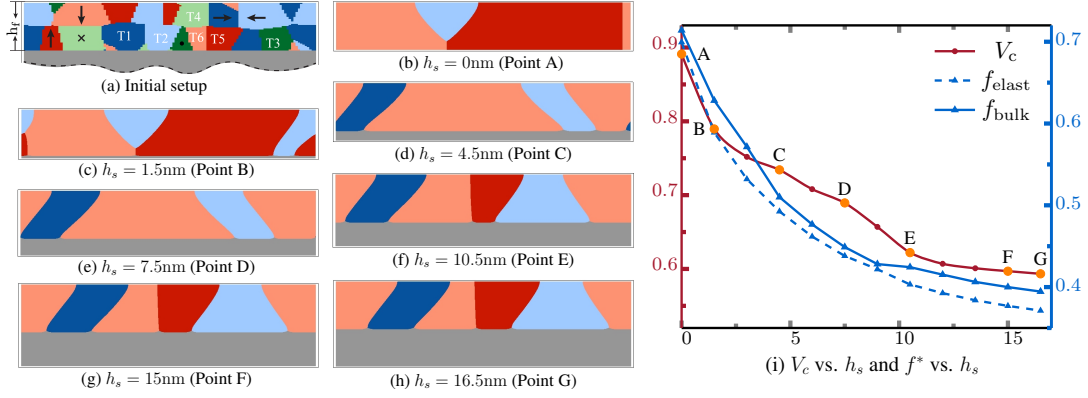 h_f
T4
T1
T2
T6
T5
T3
(a) Initial setup
(b) h_s = 0nm (Point A)
(c) h_s = 1.5nm (Point B)
(d) h_s = 4.5nm (Point C)
(e) h_s = 7.5nm (Point D)
(f) h_s = 10.5nm (Point E)
(g) h_s = 15nm (Point F)
(h) h_s = 16.5nm (Point G)
0.9
0.8
0.7
0.6
0.7
0.6
0.5
0.4
0
5
10
15
A
B
C
D
E
F
G
V_c
f_elast
f_bulk
(i) V_c vs. h_s and f* vs. h_s